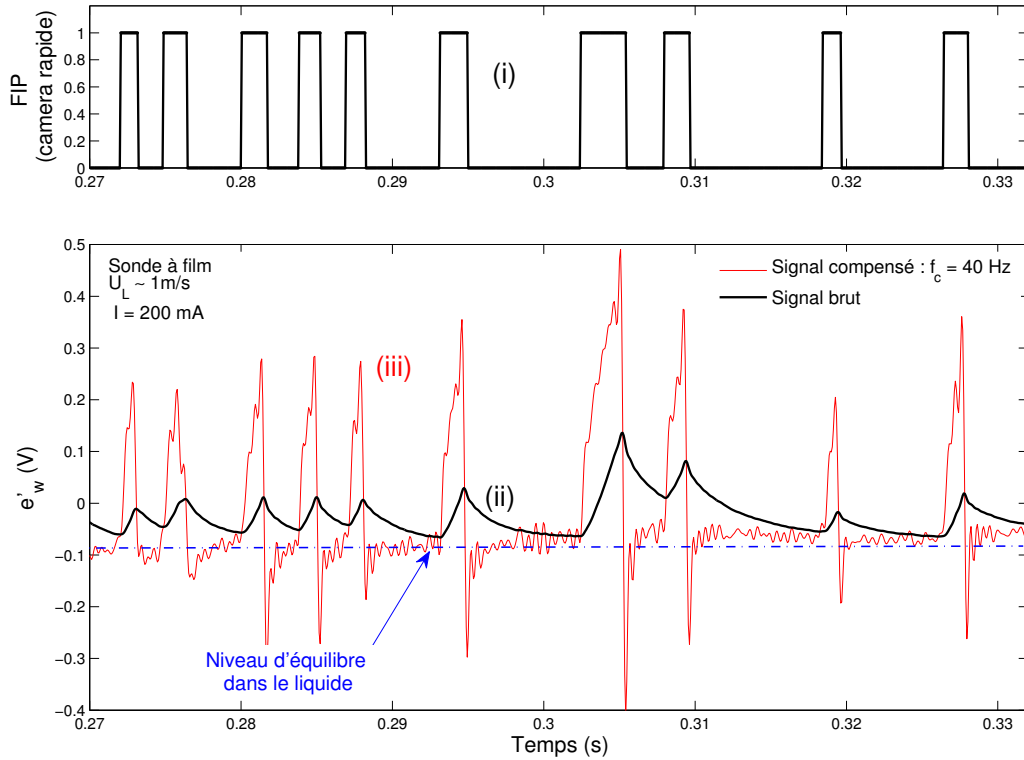 FIP
(camera rapide)
1
0.8
0.6
0.4
0.2
0
(i)
0.27
0.28
0.29
0.3
0.31
0.32
0.33
e'w (V)
0.5
0.4
0.3
0.2
0.1
0
−0.1
−0.2
−0.3
−0.4
Sonde à film
U_L ~ 1m/s
I = 200 mA
Signal compensé : f_c = 40 Hz
Signal brut
(iii)
(ii)
Niveau d'équilibre
dans le liquide
0.27
0.28
0.29
0.3
0.31
0.32
0.33
Temps (s)